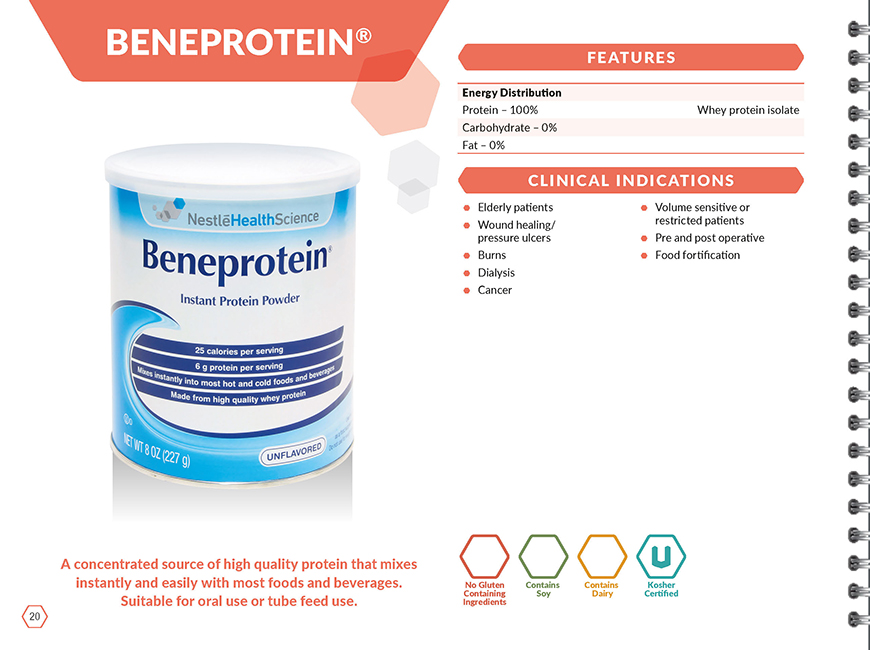 BENEPROTEIN®
NestléHealthScience
Beneprotein®
Instant Protein Powder
25 calories per serving
6 g protein per serving
Mixes instantly into most hot and cold foods and beverages
Made from high quality whey protein
NET WT 8 OZ (227 g)
UNFLAVORED
A concentrated source of high quality protein that mixes
instantly and easily with most foods and beverages.
Suitable for oral use or tube feed use.
20
FEATURES
Energy Distribution
Protein – 100% Whey protein isolate
Carbohydrate – 0%
Fat – 0%
CLINICAL INDICATIONS
Elderly patients
Wound healing/
pressure ulcers
Burns
Dialysis
Cancer
Volume sensitive or
restricted patients
Pre and post operative
Food fortification
No Gluten
Containing
Ingredients
Contains
Soy
Contains
Dairy
U
Kosher
Certified